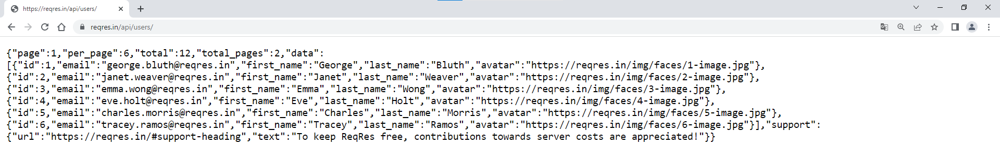 https://reqres.in/api/users/
reqres.in/api/users/
{"page":1,"per_page":6,"total":12,"total_pages":2,"data":
[{"id":1,"email":"george.bluth@reqres.in","first_name":"George","last_name":"Bluth","avatar":"https://reqres.in/img/faces/1-image.jpg"},
{"id":2,"email":"janet.weaver@reqres.in","first_name":"Janet","last_name":"Weaver","avatar":"https://reqres.in/img/faces/2-image.jpg"},
{"id":3,"email":"emma.wong@reqres.in","first_name":"Emma","last_name":"Wong","avatar":"https://reqres.in/img/faces/3-image.jpg"},
{"id":4,"email":"eve.holt@reqres.in","first_name":"Eve","last_name":"Holt","avatar":"https://reqres.in/img/faces/4-image.jpg"},
{"id":5,"email":"charles.morris@reqres.in","first_name":"Charles","last_name":"Morris","avatar":"https://reqres.in/img/faces/5-image.jpg"},
{"id":6,"email":"tracey.ramos@reqres.in","first_name":"Tracey","last_name":"Ramos","avatar":"https://reqres.in/img/faces/6-image.jpg"}],"support":
{"url":"https://reqres.in/#support-heading","text":"To keep ReqRes free, contributions towards server costs are appreciated!"}}